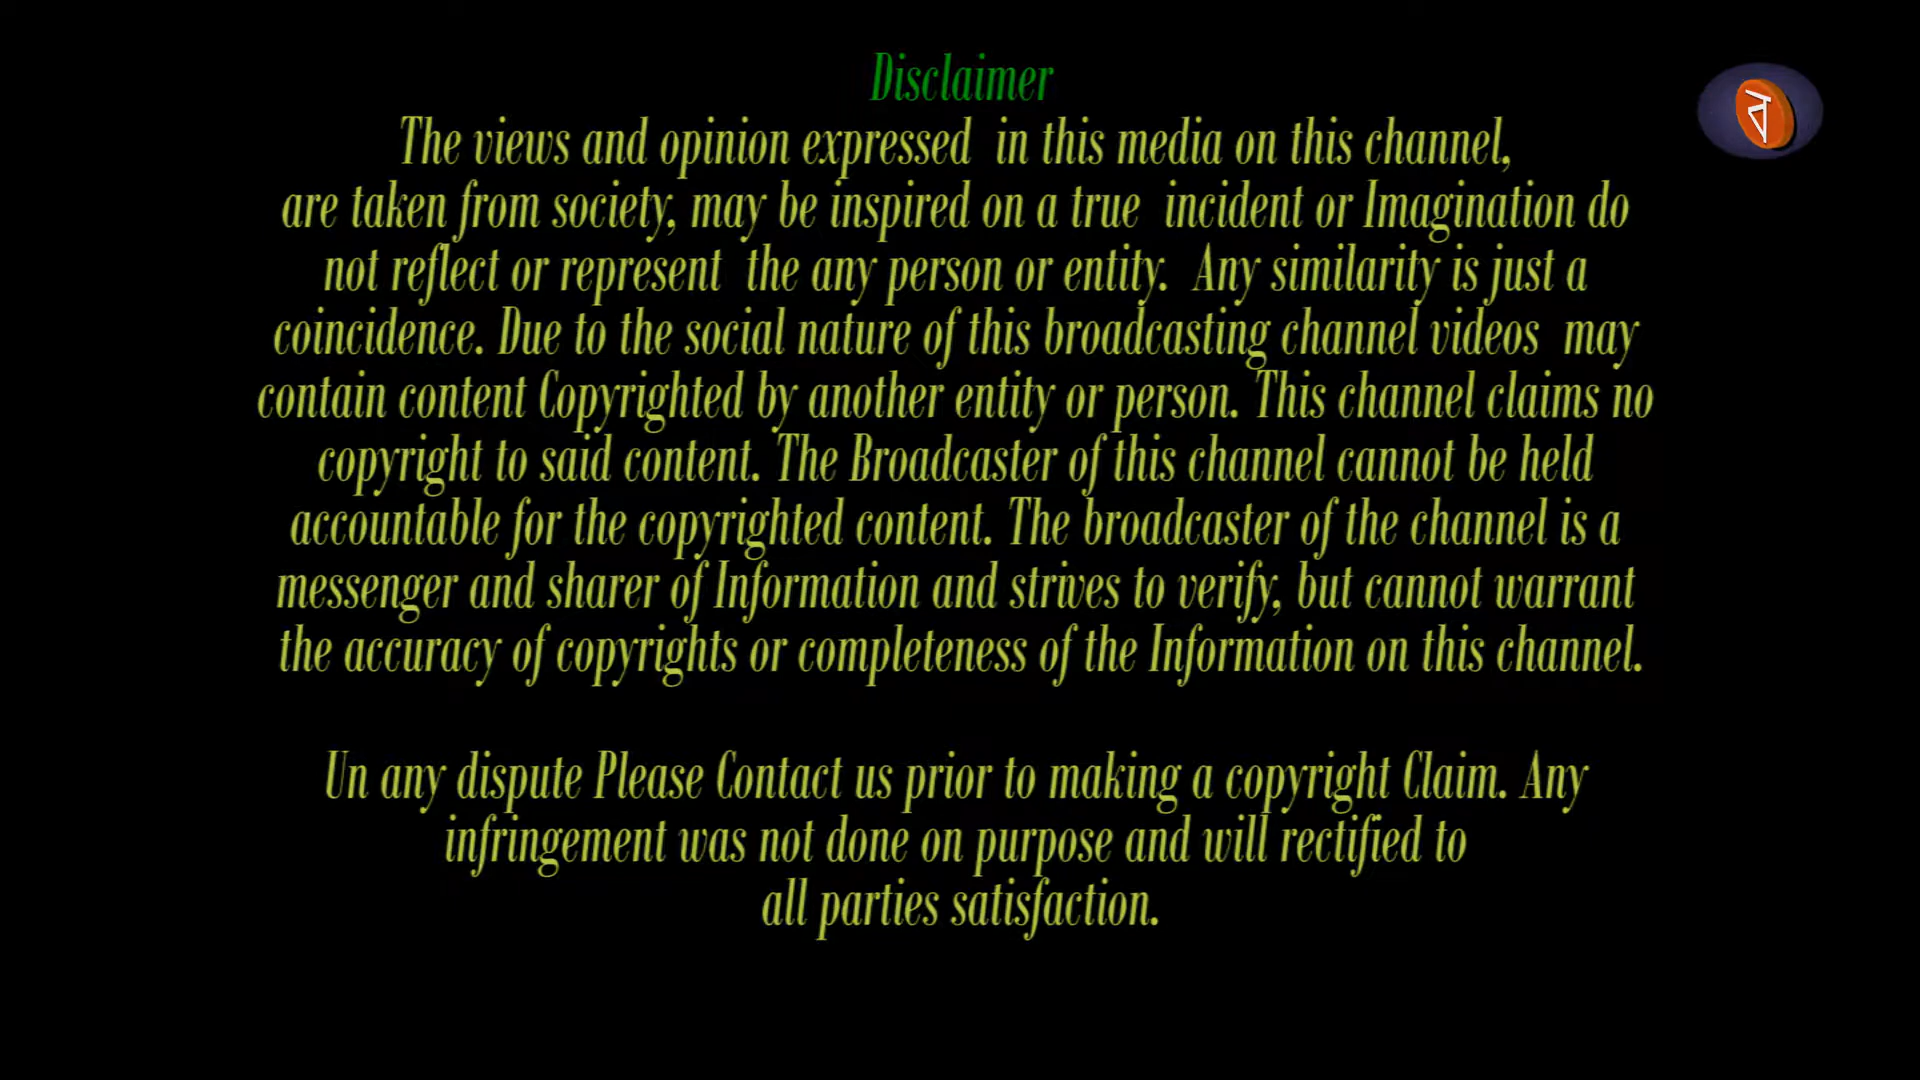 Disclaimer
The views and opinion expressed in this media on this channel,
are taken from society, may be inspired on a true incident or Imagination do
not reflect or represent the any person or entity. Any similarity is just a
coincidence. Due to the social nature of this broadcasting channel videos may
contain content Copyrighted by another entity or person. This channel claims no
copyright to said content. The Broadcaster of this channel cannot be held
accountable for the copyrighted content. The broadcaster of the channel is a
messenger and sharer of Information and strives to verify, but cannot warrant
the accuracy of copyrights or completeness of the Information on this channel.
Un any dispute Please Contact us prior to making a copyright Claim. Any
infringement was not done on purpose and will rectified to
all parties satisfaction.